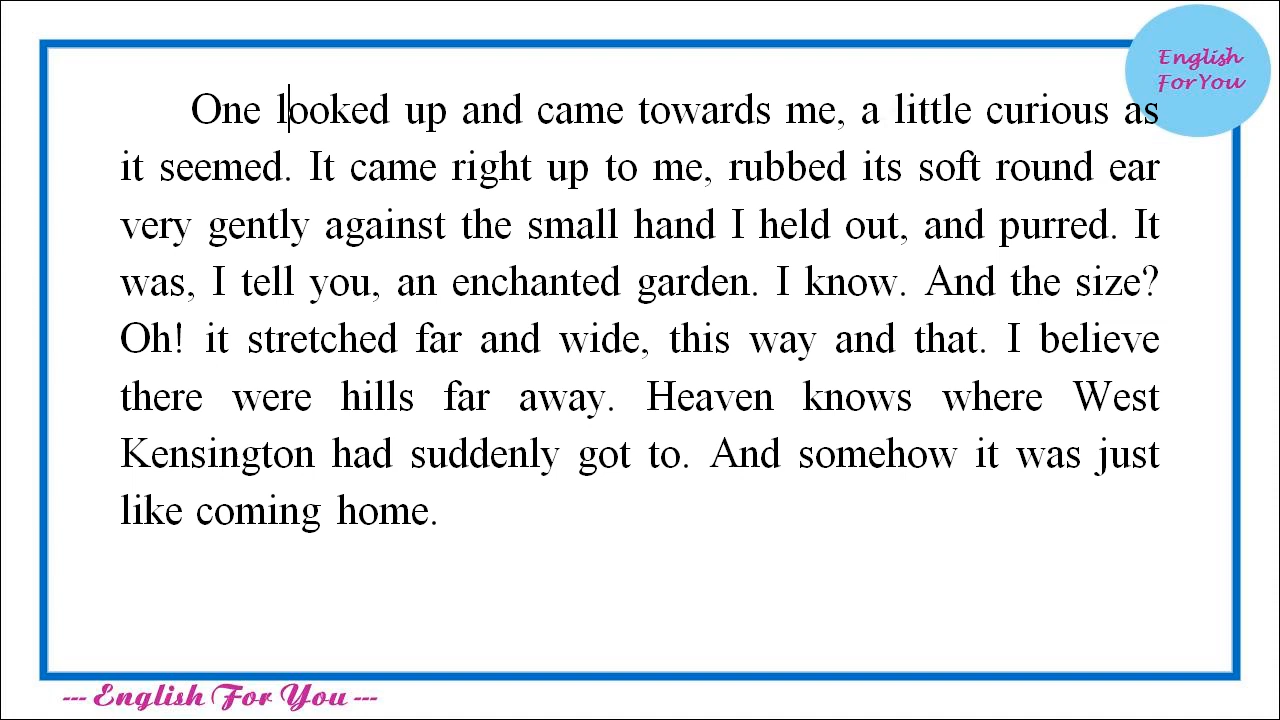 English
For You
One looked up and came towards me, a little curious as
it seemed. It came right up to me, rubbed its soft round ear
very gently against the small hand I held out, and purred. It
was, I tell you, an enchanted garden. I know. And the size?
Oh! it stretched far and wide, this way and that. I believe
there were hills far away. Heaven knows where West
Kensington had suddenly got to. And somehow it was just
like coming home.
--- English For You ---